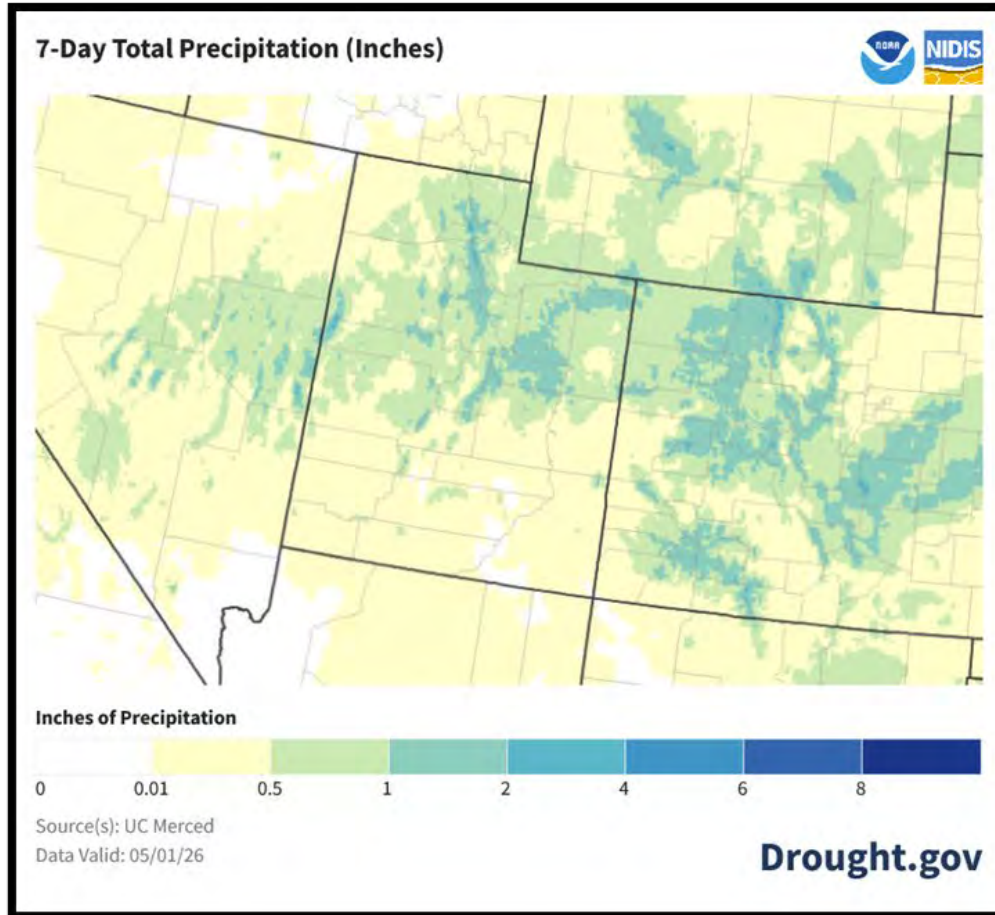 7-Day Total Precipitation (Inches)
NOAA
NIDIS
Inches of Precipitation
0 0.01 0.5 1 2 4 6 8
Source(s): UC Merced
Data Valid: 05/01/26
Drought.gov